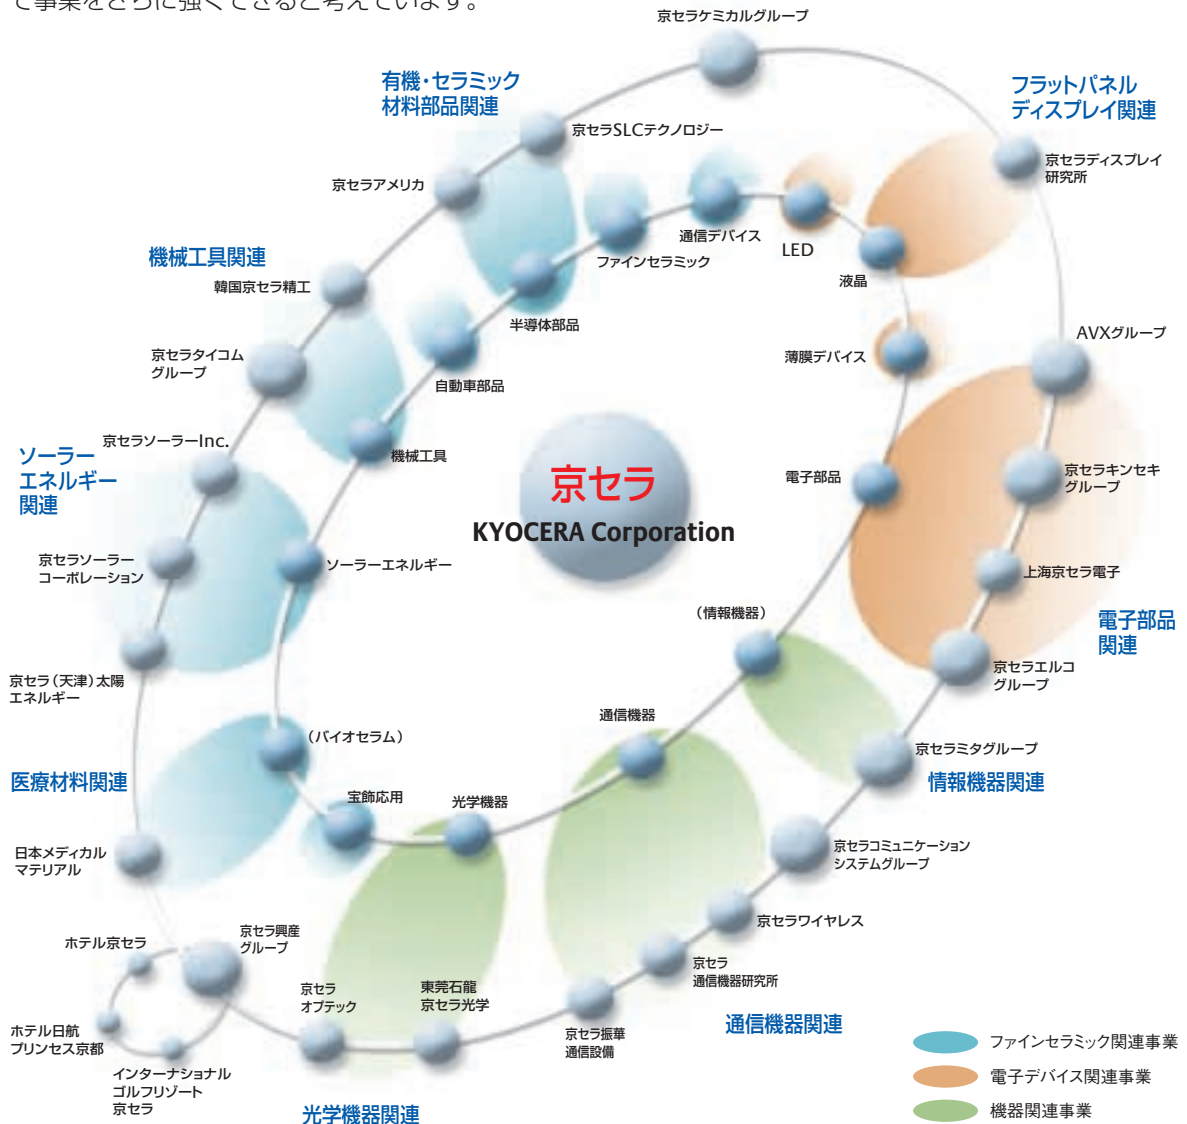 て事業をさらに強くできると考えています。
京セラケミカルグループ
有機・セラミック
材料部品関連
フラットパネル
ディスプレイ関連
京セラSLCテクノロジー
京セラディスプレイ
研究所
京セラアメリカ
通信デバイス
LED
ファインセラミック
液晶
機械工具関連
韓国京セラ精工
半導体部品
AVXグループ
京セラタイコム
グループ
薄膜デバイス
自動車部品
京セラソーラーInc.
ソーラー
エネルギー
関連
機械工具
京セラ
KYOCERA Corporation
電子部品
京セラキンセキ
グループ
京セラソーラー
コーポレーション
ソーラーエネルギー
上海京セラ電子
（情報機器）
電子部品
関連
京セラ（天津）太陽
エネルギー
京セラエルコ
グループ
通信機器
（バイオセラム）
京セラミタグループ
医療材料関連
情報機器関連
宝飾応用
光学機器
日本メディカル
マテリアル
京セラコミュニケーション
システムグループ
京セラワイヤレス
ホテル京セラ
京セラ興産
グループ
京セラ
通信機器研究所
京セラ
オプテック
東莞石龍
京セラ光学
ホテル日航
プリンセス京都
京セラ振華
通信設備
通信機器関連
インターナショナル
ゴルフリゾート
京セラ
光学機器関連
ファインセラミック関連事業
電子デバイス関連事業
機器関連事業